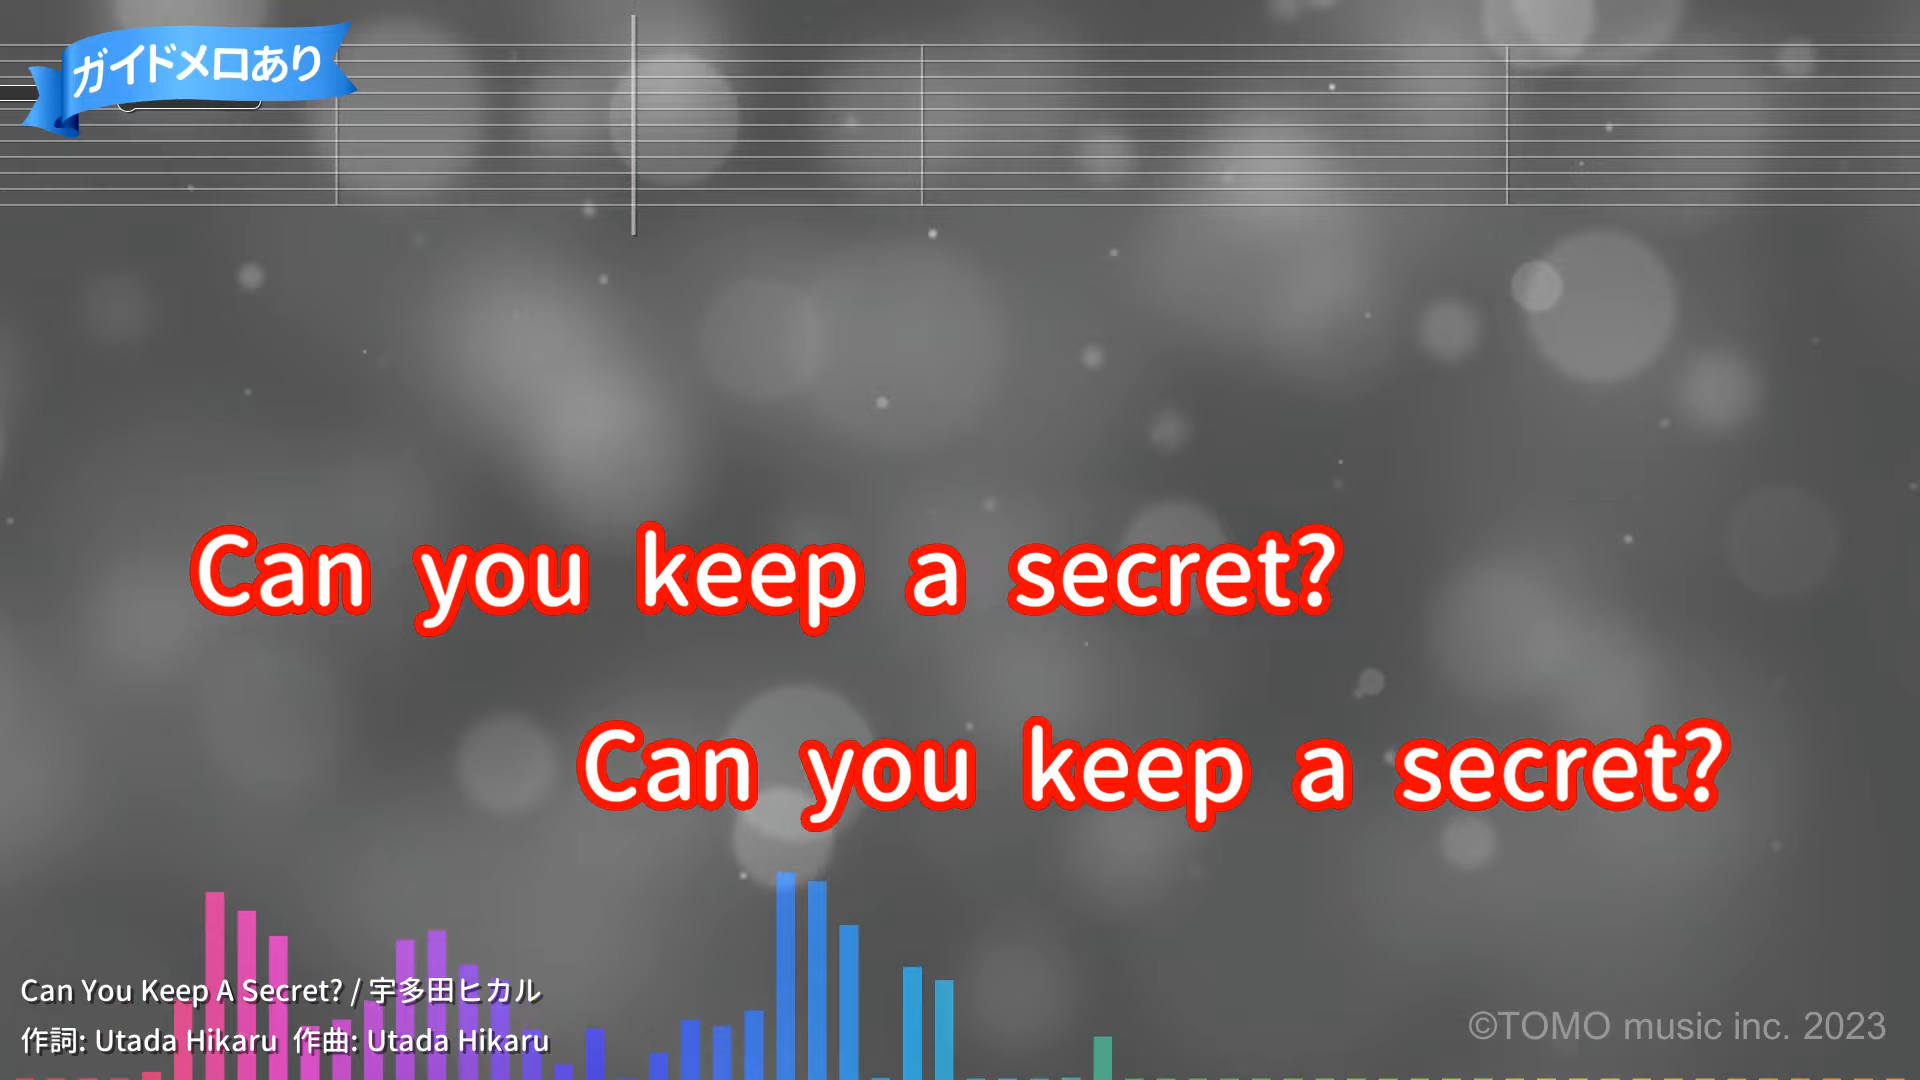 ガイドメロあり
Can you keep a secret?
Can you keep a secret?
Can You Keep A Secret? / 宇多田ヒカル
作詞: Utada Hikaru 作曲: Utada Hikaru
©TOMO music inc. 2023